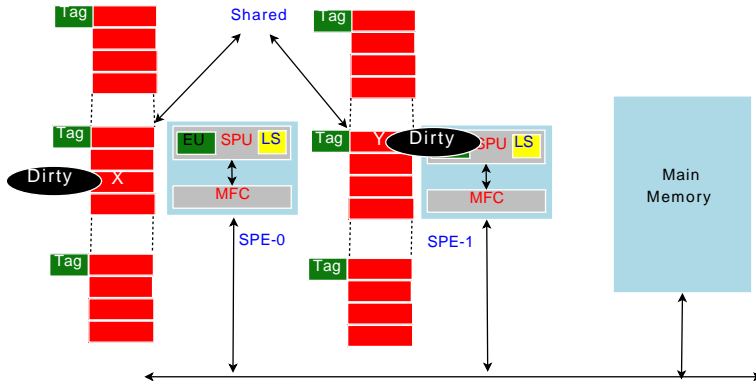 Tag
Shared
Tag
Tag
EU SPU LS
Tag
Y Dirty
SPU LS
Dirty
X
MFC
MFC
Main
Memory
SPE-0
SPE-1
Tag
Tag